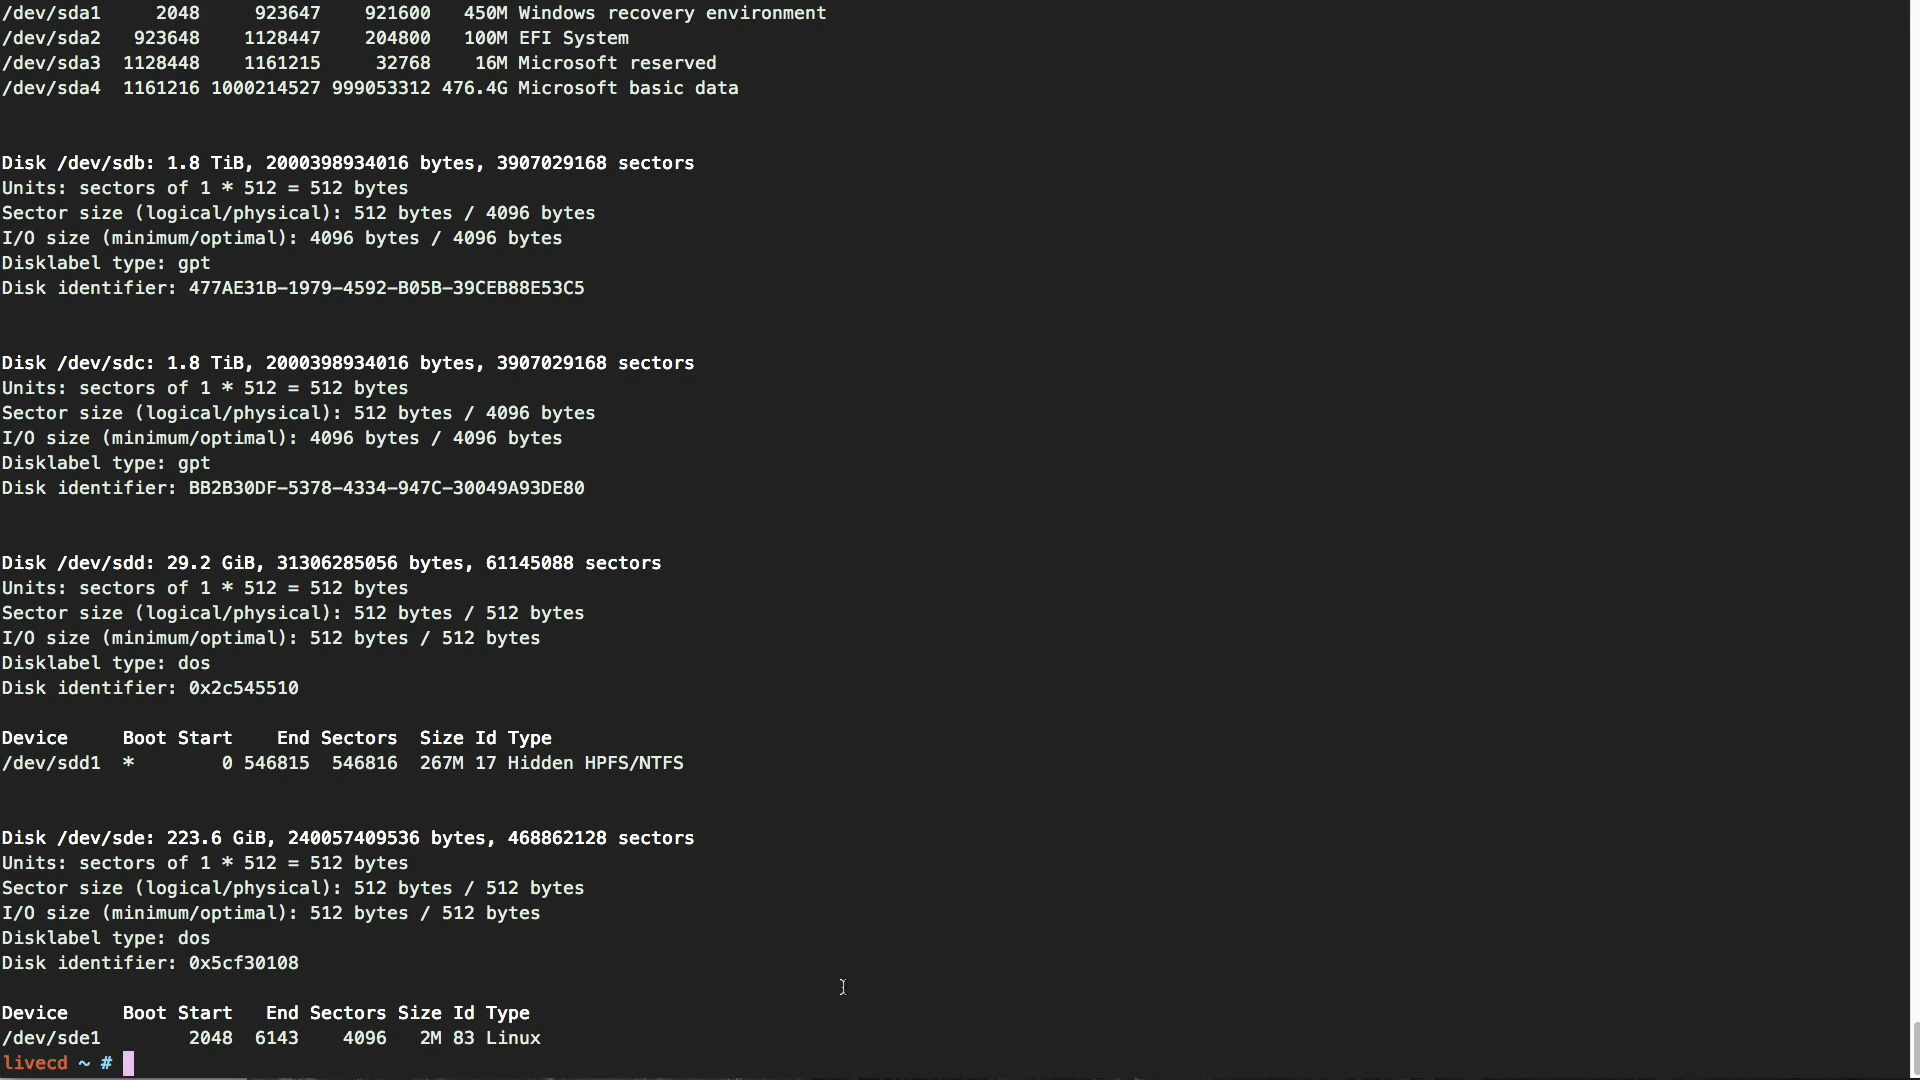 /dev/sda1     2048     923647    921600   450M Windows recovery environment
/dev/sda2   923648    1128447    204800   100M EFI System
/dev/sda3  1128448    1161215     32768    16M Microsoft reserved
/dev/sda4  1161216 1000214527 999053312 476.4G Microsoft basic data
Disk /dev/sdb: 1.8 TiB, 2000398934016 bytes, 3907029168 sectors
Units: sectors of 1 * 512 = 512 bytes
Sector size (logical/physical): 512 bytes / 4096 bytes
I/O size (minimum/optimal): 4096 bytes / 4096 bytes
Disklabel type: gpt
Disk identifier: 477AE31B-1979-4592-B05B-39CEB88E53C5
Disk /dev/sdc: 1.8 TiB, 2000398934016 bytes, 3907029168 sectors
Units: sectors of 1 * 512 = 512 bytes
Sector size (logical/physical): 512 bytes / 4096 bytes
I/O size (minimum/optimal): 4096 bytes / 4096 bytes
Disklabel type: gpt
Disk identifier: BB2B30DF-5378-4334-947C-30049A93DE80
Disk /dev/sdd: 29.2 GiB, 31306285056 bytes, 61145088 sectors
Units: sectors of 1 * 512 = 512 bytes
Sector size (logical/physical): 512 bytes / 512 bytes
I/O size (minimum/optimal): 512 bytes / 512 bytes
Disklabel type: dos
Disk identifier: 0x2c545510
Device     Boot Start    End Sectors  Size Id Type
/dev/sdd1  *        0 546815  546816  267M 17 Hidden HPFS/NTFS
Disk /dev/sde: 223.6 GiB, 240057409536 bytes, 468862128 sectors
Units: sectors of 1 * 512 = 512 bytes
Sector size (logical/physical): 512 bytes / 512 bytes
I/O size (minimum/optimal): 512 bytes / 512 bytes
Disklabel type: dos
Disk identifier: 0x5cf30108
Device     Boot Start   End Sectors Size Id Type
/dev/sde1        2048  6143    4096   2M 83 Linux
livecd ~ #